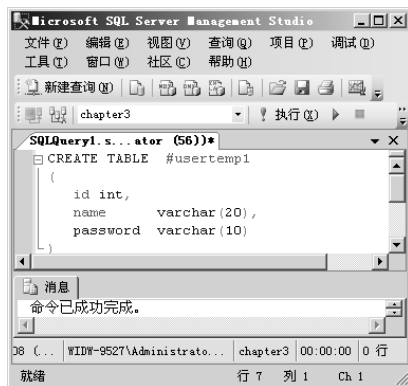 Microsoft SQL Server Management Studio
文件(F) 编辑(E) 视图(V) 查询(Q) 项目(P) 调试(D)
工具(T) 窗口(W) 社区(C) 帮助(H)
新建查询(N)
chapter3 执行(X)
SQLQuery1.s...ator (56))*
CREATE TABLE #usertemp1
(
id int,
name varchar(20),
password varchar(10)
)
消息
命令已成功完成。
08 (... WIDW-9527\Administrato... chapter3 00:00:00 0 行
就绪 行 7 列 1 Ch 1